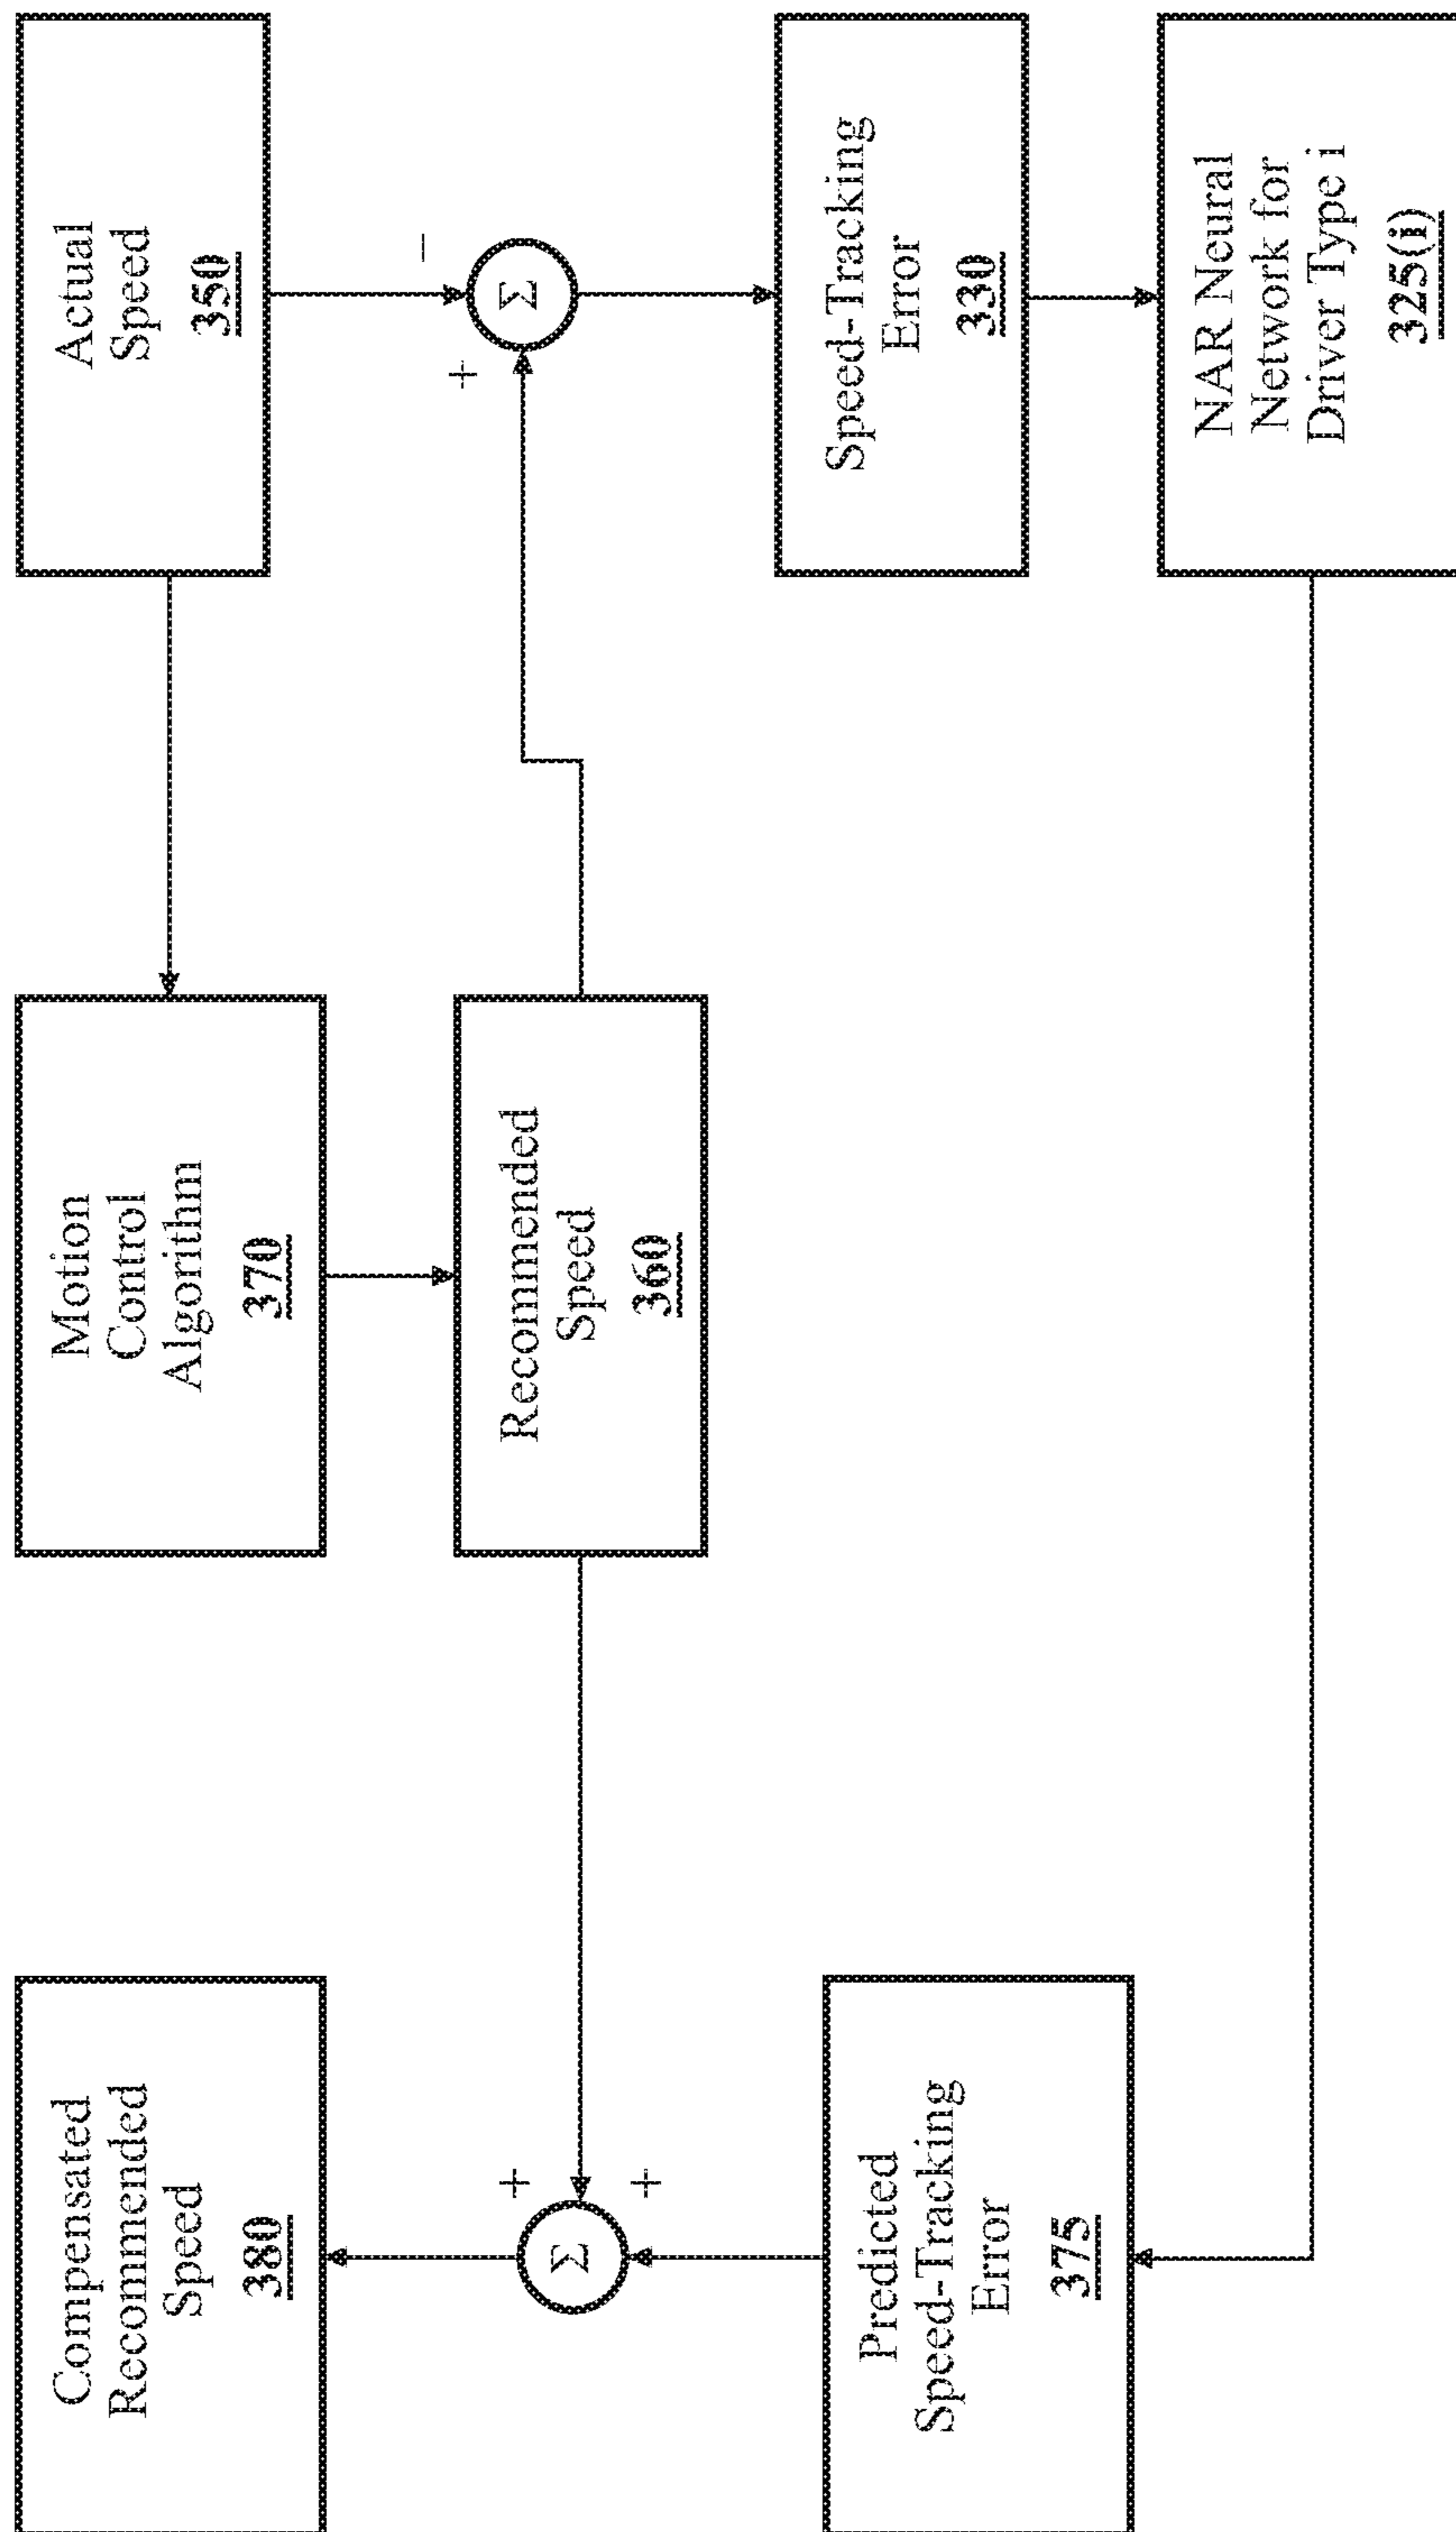 Actual
Speed
350
Motion
Control
Algorithm
370
Compensated
Recommended
Speed
380
−
+
Σ
Recommended
Speed
360
+
+
Σ
Speed-Tracking
Error
330
Predicted
Speed-Tracking
Error
375
NAR Neural
Network for
Driver Type i
325(i)